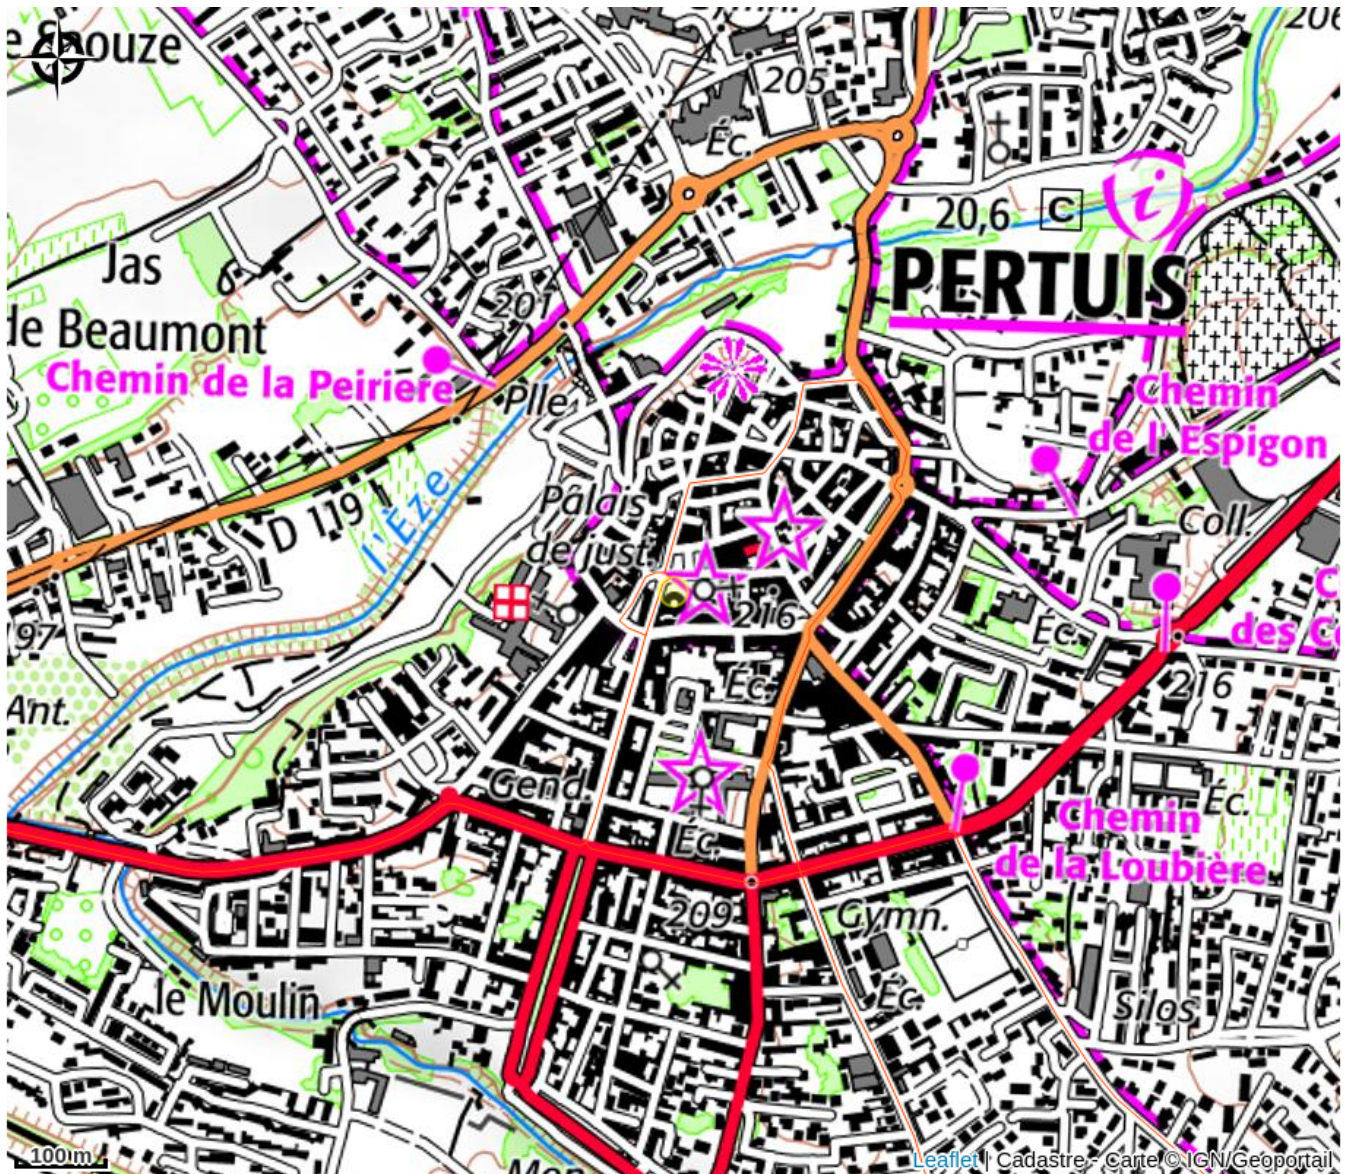 205
Éc.
20,6 C
i
PERTUIS
Jas
de Beaumont
201
Chemin de la Peiriere
Plle
Chemin
de l' Espigon
l'Èze
D 119
Palais
de just.
Coll.
216
Éc.
Éc.
216
97
Ant.
Gend.
Éc.
Éc.
Chemin
de la Loubière
209
Gymn.
le Moulin
Éc.
Silos
100 m
Leaflet | Cadastre - Carte © IGN/Geoportail